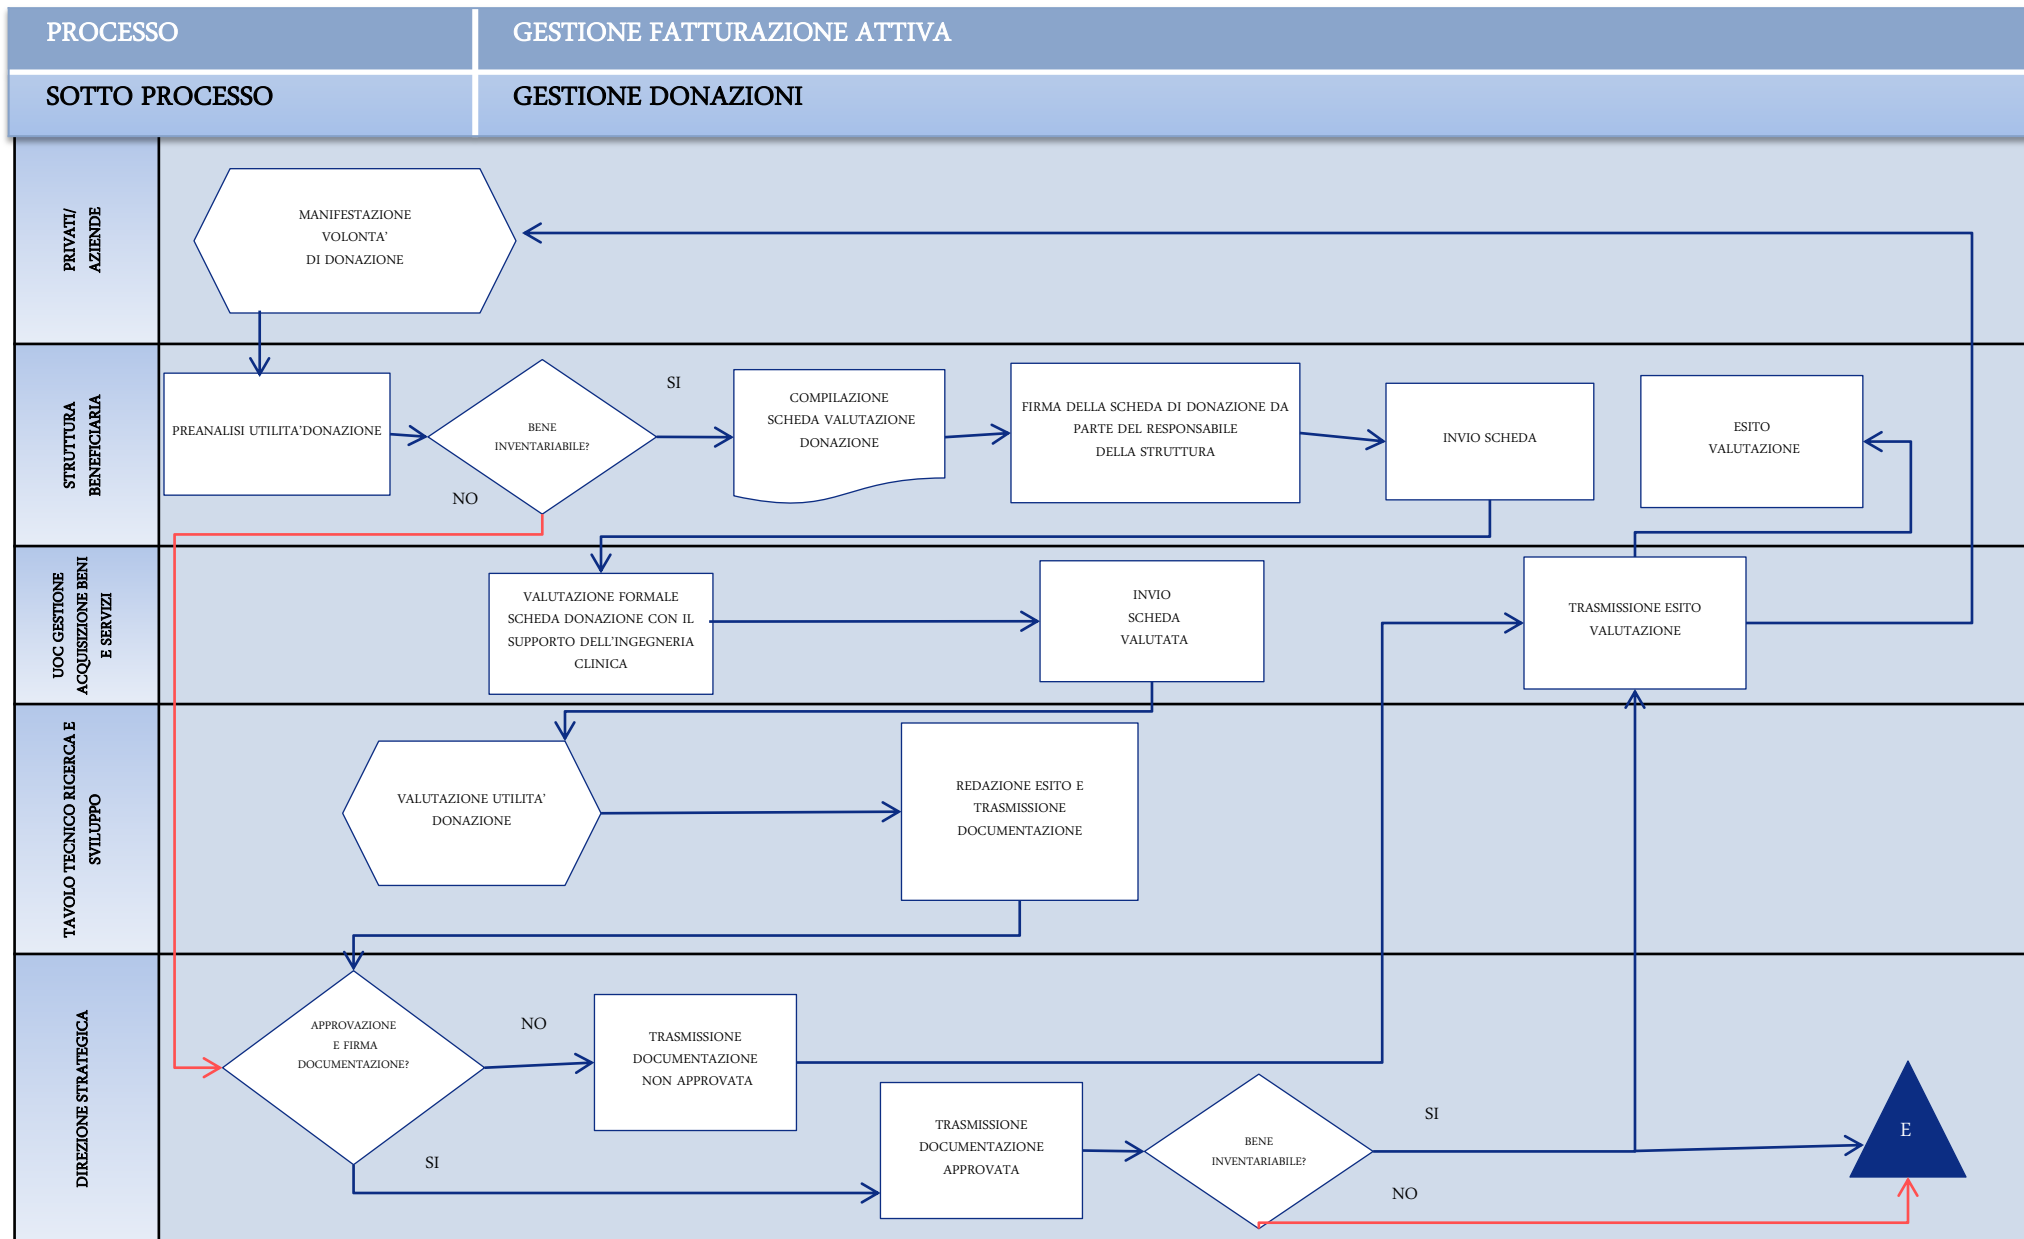 PROCESSO
GESTIONE FATTURAZIONE ATTIVA
SOTTO PROCESSO
GESTIONE DONAZIONI
PRIVATI/
AZIENDE
MANIFESTAZIONE
VOLONTA'
DI DONAZIONE
STRUTTURA
BENEFICIARIA
PREANALISI UTILITA'DONAZIONE
BENE
INVENTARIABILE?
SI
NO
COMPILAZIONE
SCHEDA VALUTAZIONE
DONAZIONE
FIRMA DELLA SCHEDA DI DONAZIONE DA
PARTE DEL RESPONSABILE
DELLA STRUTTURA
INVIO SCHEDA
ESITO
VALUTAZIONE
UOC GESTIONE
ACQUISIZIONE BENI
E SERVIZI
VALUTAZIONE FORMALE
SCHEDA DONAZIONE CON IL
SUPPORTO DELL'INGEGNERIA
CLINICA
INVIO
SCHEDA
VALUTATA
TRASMISSIONE ESITO
VALUTAZIONE
TAVOLO TECNICO RICERCA E
SVILUPPO
VALUTAZIONE UTILITA'
DONAZIONE
REDAZIONE ESITO E
TRASMISSIONE
DOCUMENTAZIONE
DIREZIONE STRATEGICA
APPROVAZIONE
E FIRMA
DOCUMENTAZIONE?
NO
SI
TRASMISSIONE
DOCUMENTAZIONE
NON APPROVATA
TRASMISSIONE
DOCUMENTAZIONE
APPROVATA
BENE
INVENTARIABILE?
SI
NO
E